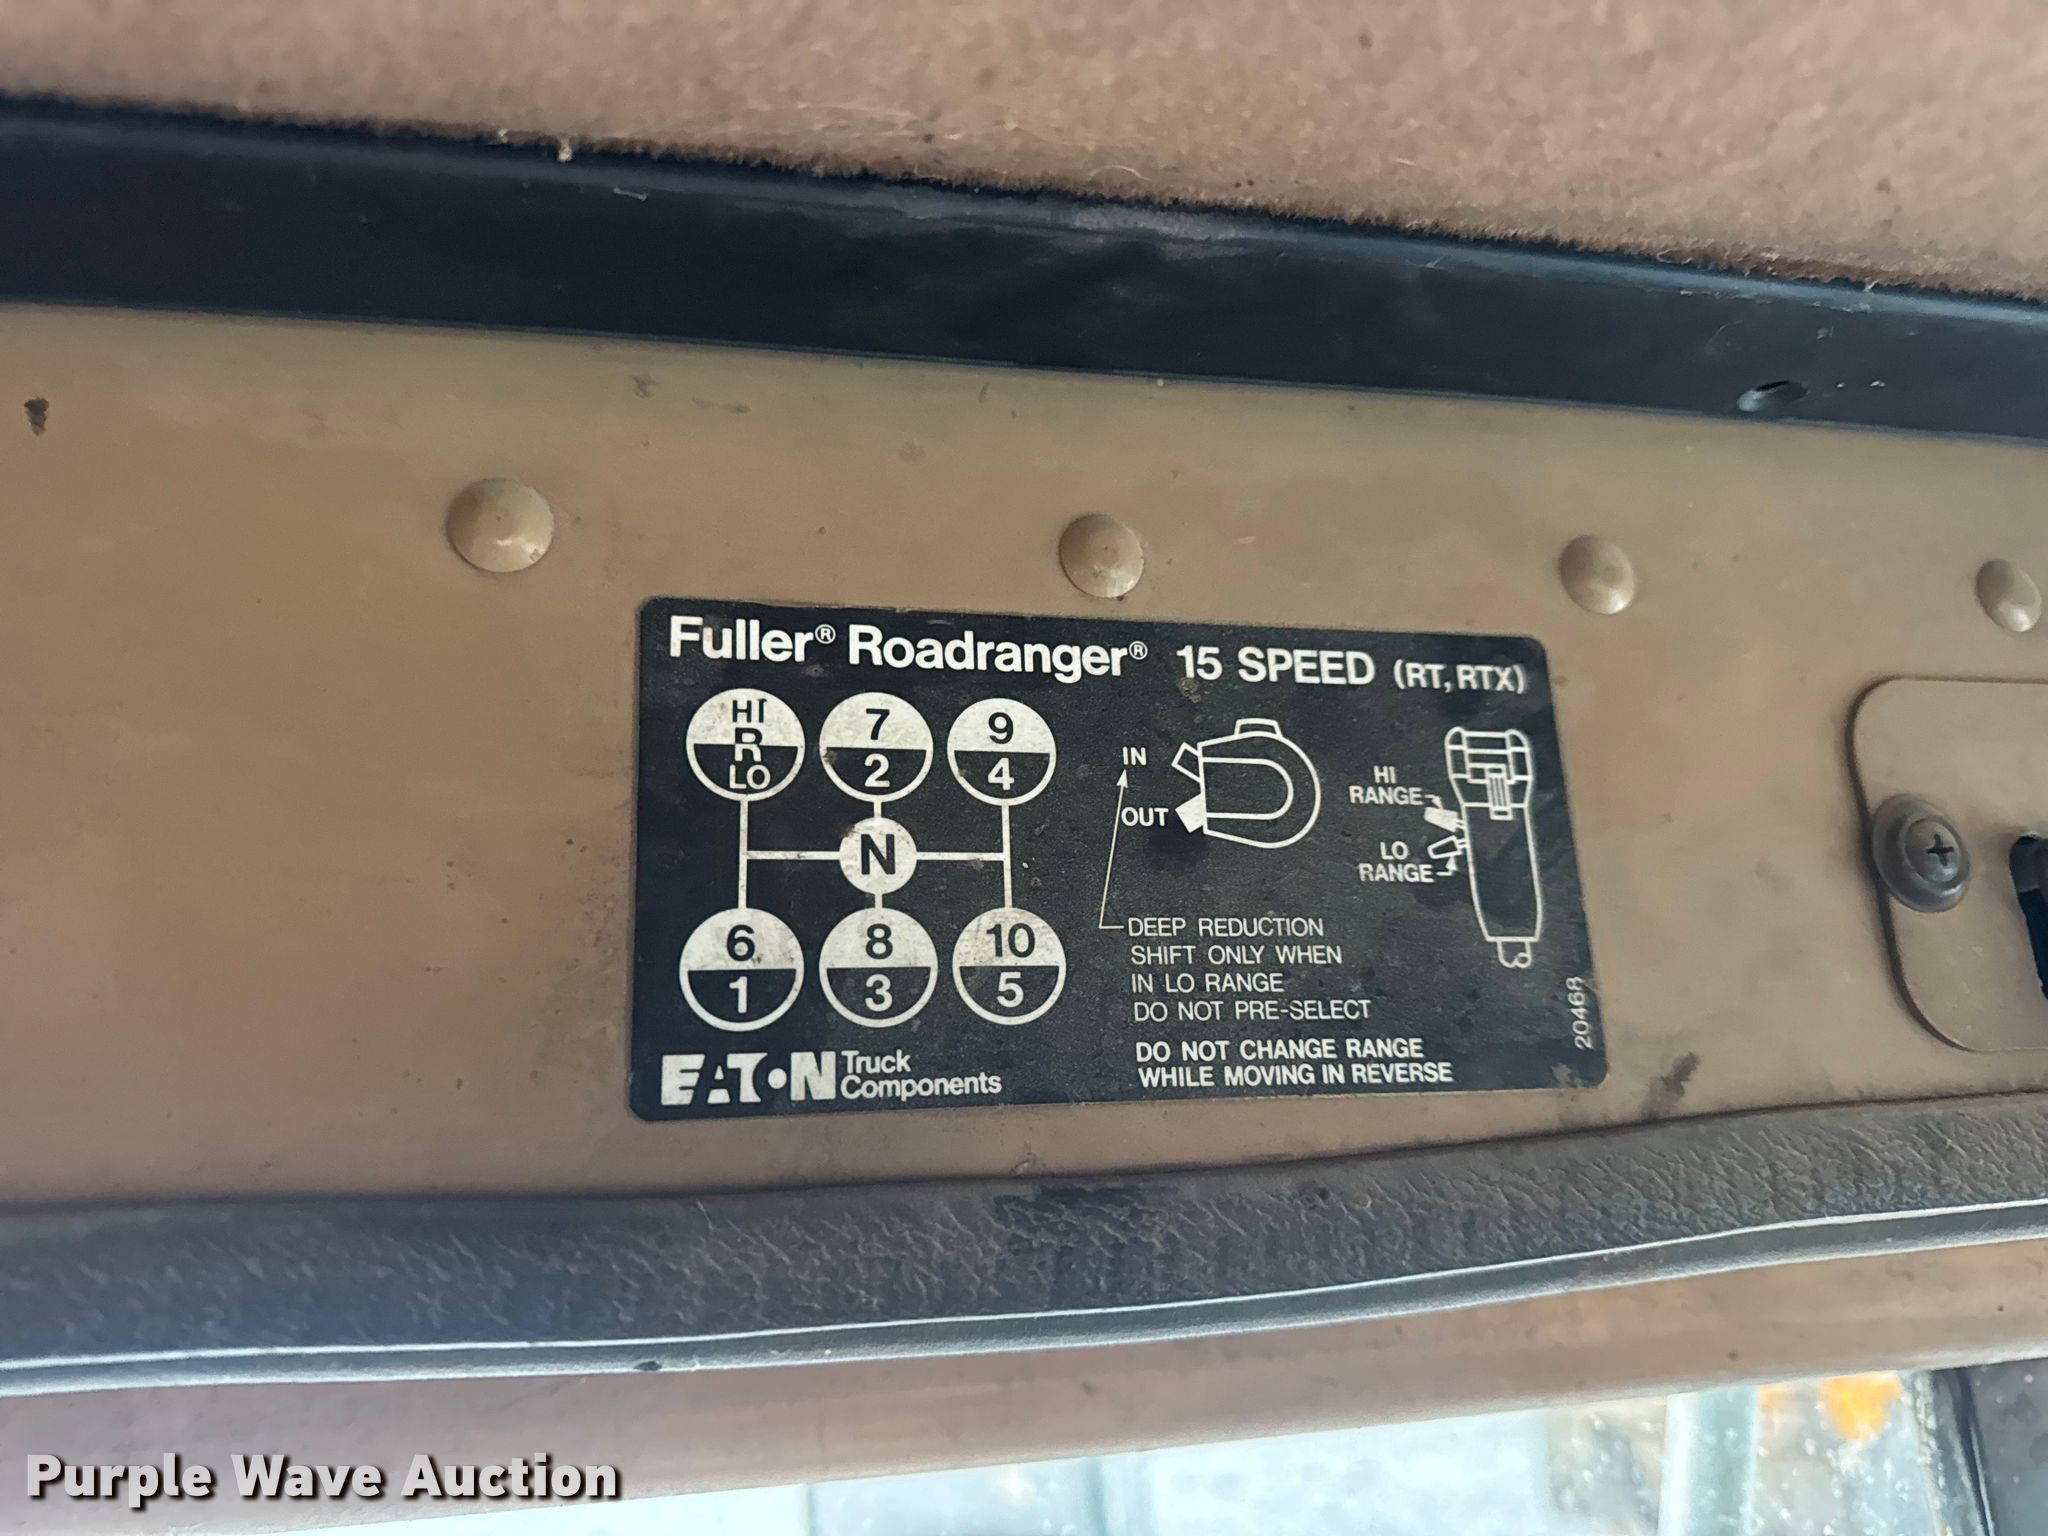 Fuller® Roadranger® 15 SPEED (RT, RTX)
HI
R
LO
7
2
9
4
N
6
1
8
3
10
5
IN
OUT
HI
RANGE
LO
RANGE
DEEP REDUCTION
SHIFT ONLY WHEN
IN LO RANGE
DO NOT PRE-SELECT
DO NOT CHANGE RANGE
WHILE MOVING IN REVERSE
20468
EATON Truck
Components
Purple Wave Auction